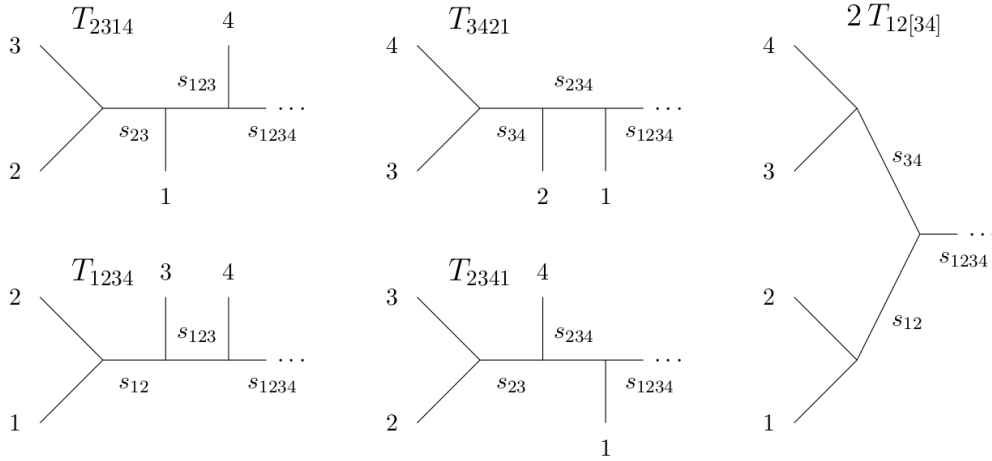 T_{2314}
4
3
s_{123}
s_{23}
s_{1234}
...
2
1
T_{3421}
4
s_{234}
s_{34}
s_{1234}
...
3
2
1
2 T_{12[34]}
4
3
s_{34}
...
s_{1234}
2
s_{12}
1
T_{1234}
3
4
2
s_{123}
s_{12}
s_{1234}
...
1
T_{2341}
4
3
s_{234}
s_{23}
s_{1234}
...
2
1